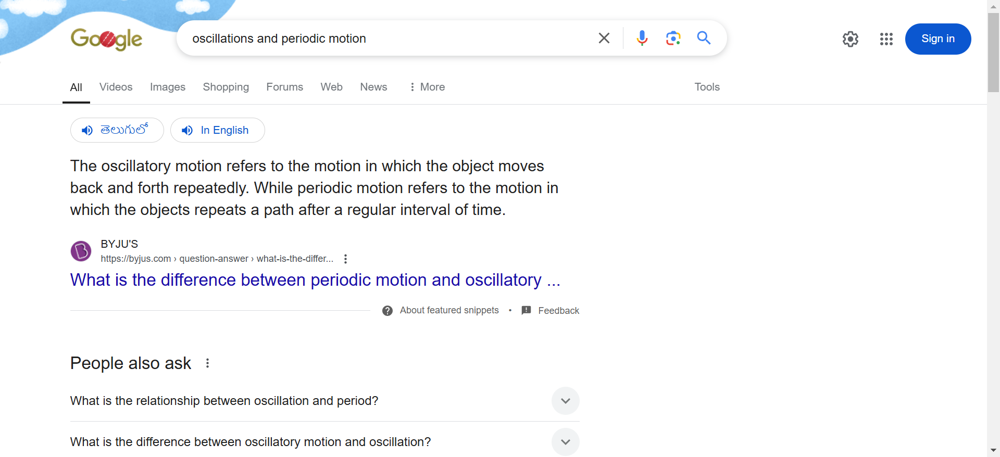 Google
oscillations and periodic motion
Sign in
All Videos Images Shopping Forums Web News More Tools
తెలుగులో In English
The oscillatory motion refers to the motion in which the object moves
back and forth repeatedly. While periodic motion refers to the motion in
which the objects repeats a path after a regular interval of time.
BYJU'S
https://byjus.com › question-answer › what-is-the-differ...
What is the difference between periodic motion and oscillatory ...
About featured snippets • Feedback
People also ask
What is the relationship between oscillation and period?
What is the difference between oscillatory motion and oscillation?